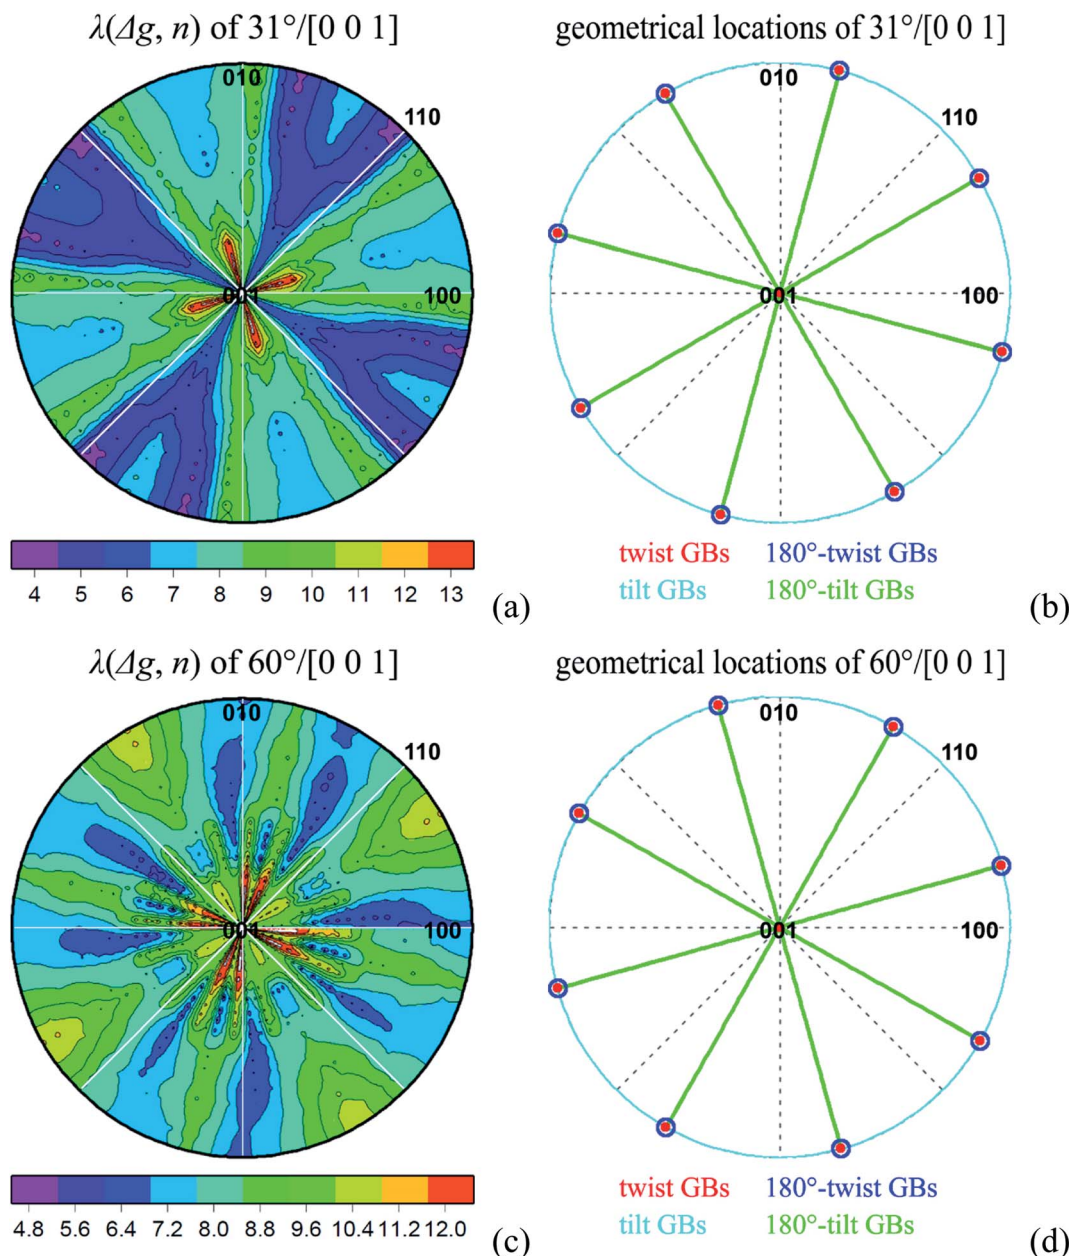 λ(Δg, n) of 31°/[0 0 1]
geometrical locations of 31°/[0 0 1]
010
110
001
100
010
110
001
100
4 5 6 7 8 9 10 11 12 13
(a)
twist GBs 180°-twist GBs
tilt GBs 180°-tilt GBs
(b)
λ(Δg, n) of 60°/[0 0 1]
geometrical locations of 60°/[0 0 1]
010
110
001
100
010
110
001
100
4.8 5.6 6.4 7.2 8.0 8.8 9.6 10.4 11.2 12.0
(c)
twist GBs 180°-twist GBs
tilt GBs 180°-tilt GBs
(d)